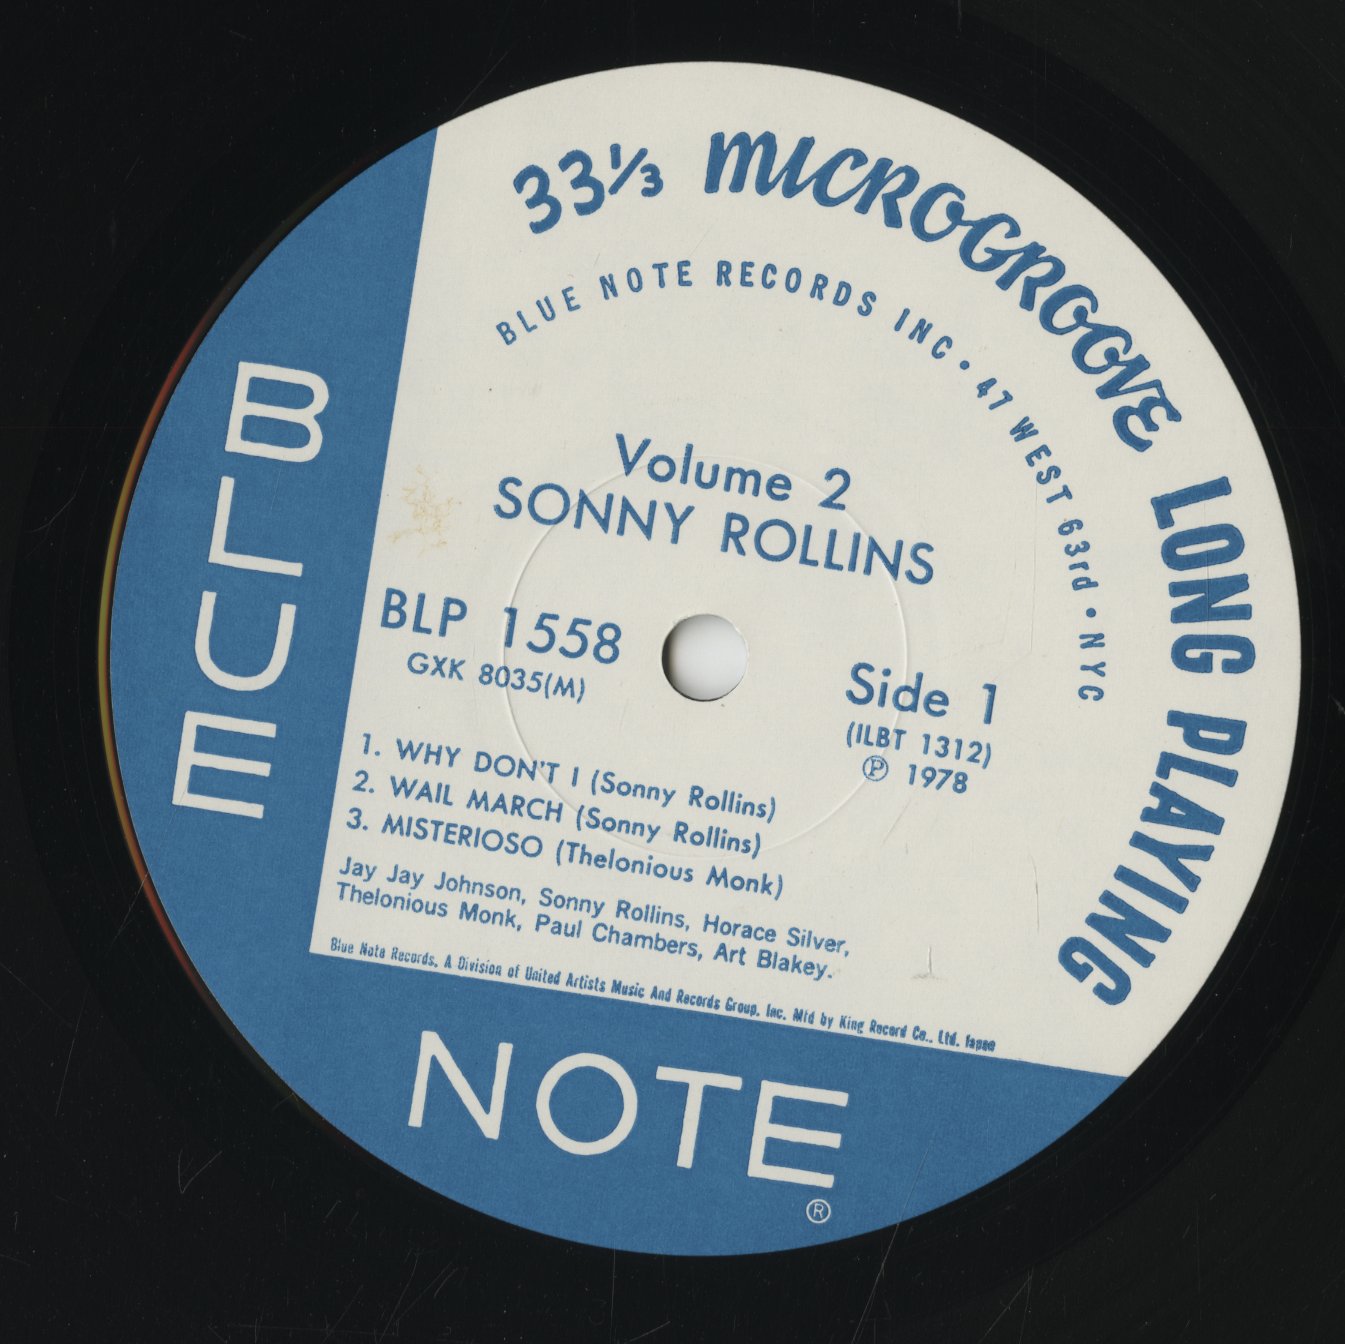 33⅓ MICROGROOVE LONG PLAYING
BLUE NOTE RECORDS INC • 47 WEST 63rd • NYC
Volume 2
SONNY ROLLINS
BLP 1558
GXK 8035(M)
Side 1
(ILBT 1312)
Ⓟ 1978
1. WHY DON'T I (Sonny Rollins)
2. WAIL MARCH (Sonny Rollins)
3. MISTERIOSO (Thelonious Monk)
Jay Jay Johnson, Sonny Rollins, Horace Silver,
Thelonious Monk, Paul Chambers, Art Blakey.
Blue Note Records, A Division of United Artists Music And Records Group, Inc. Mfd by King Record Co., Ltd. Japan
BLUE
NOTE
®